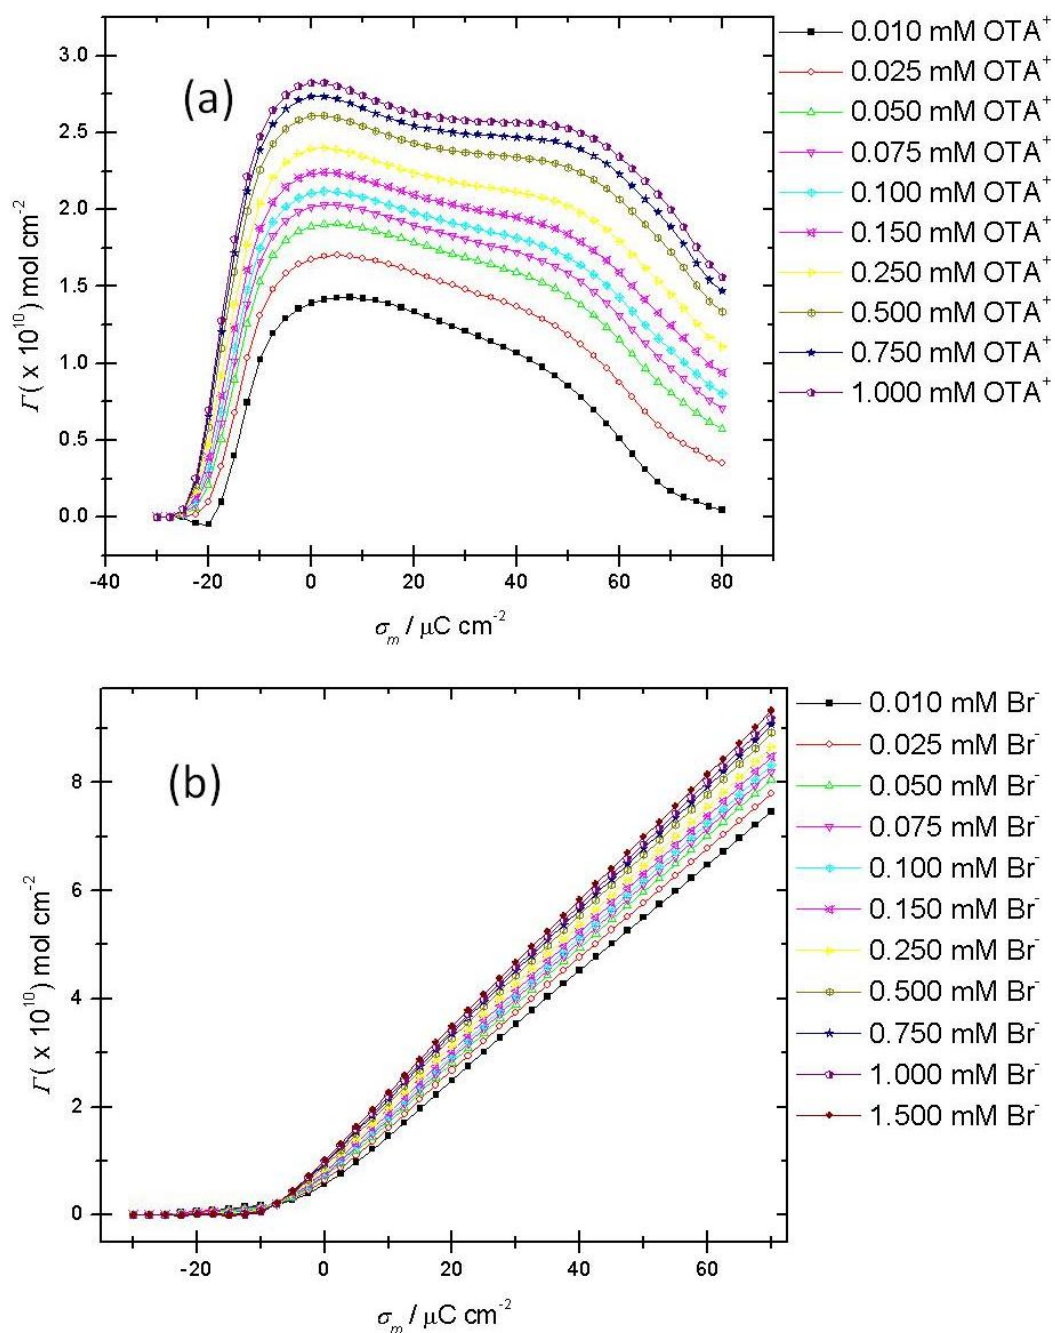 (a)
3.0
2.5
2.0
1.5
1.0
0.5
0.0
Γ( x 10¹⁰) mol cm⁻²
-40 -20 0 20 40 60 80
σₘ / μC cm⁻²
0.010 mM OTA⁺
0.025 mM OTA⁺
0.050 mM OTA⁺
0.075 mM OTA⁺
0.100 mM OTA⁺
0.150 mM OTA⁺
0.250 mM OTA⁺
0.500 mM OTA⁺
0.750 mM OTA⁺
1.000 mM OTA⁺
(b)
8
6
4
2
0
Γ( x 10¹⁰) mol cm⁻²
-20 0 20 40 60
σₘ / μC cm⁻²
0.010 mM Br⁻
0.025 mM Br⁻
0.050 mM Br⁻
0.075 mM Br⁻
0.100 mM Br⁻
0.150 mM Br⁻
0.250 mM Br⁻
0.500 mM Br⁻
0.750 mM Br⁻
1.000 mM Br⁻
1.500 mM Br⁻